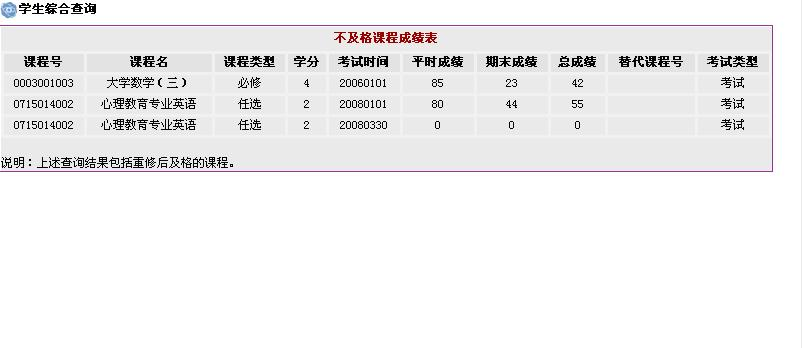 学生综合查询
不及格课程成绩表
课程号 课程名 课程类型 学分 考试时间 平时成绩 期末成绩 总成绩 替代课程号 考试类型
0003001003 大学数学（三） 必修 4 20060101 85 23 42 考试
0715014002 心理教育专业英语 任选 2 20080101 80 44 55 考试
0715014002 心理教育专业英语 任选 2 20080330 0 0 0 考试
说明：上述查询结果包括重修后及格的课程。